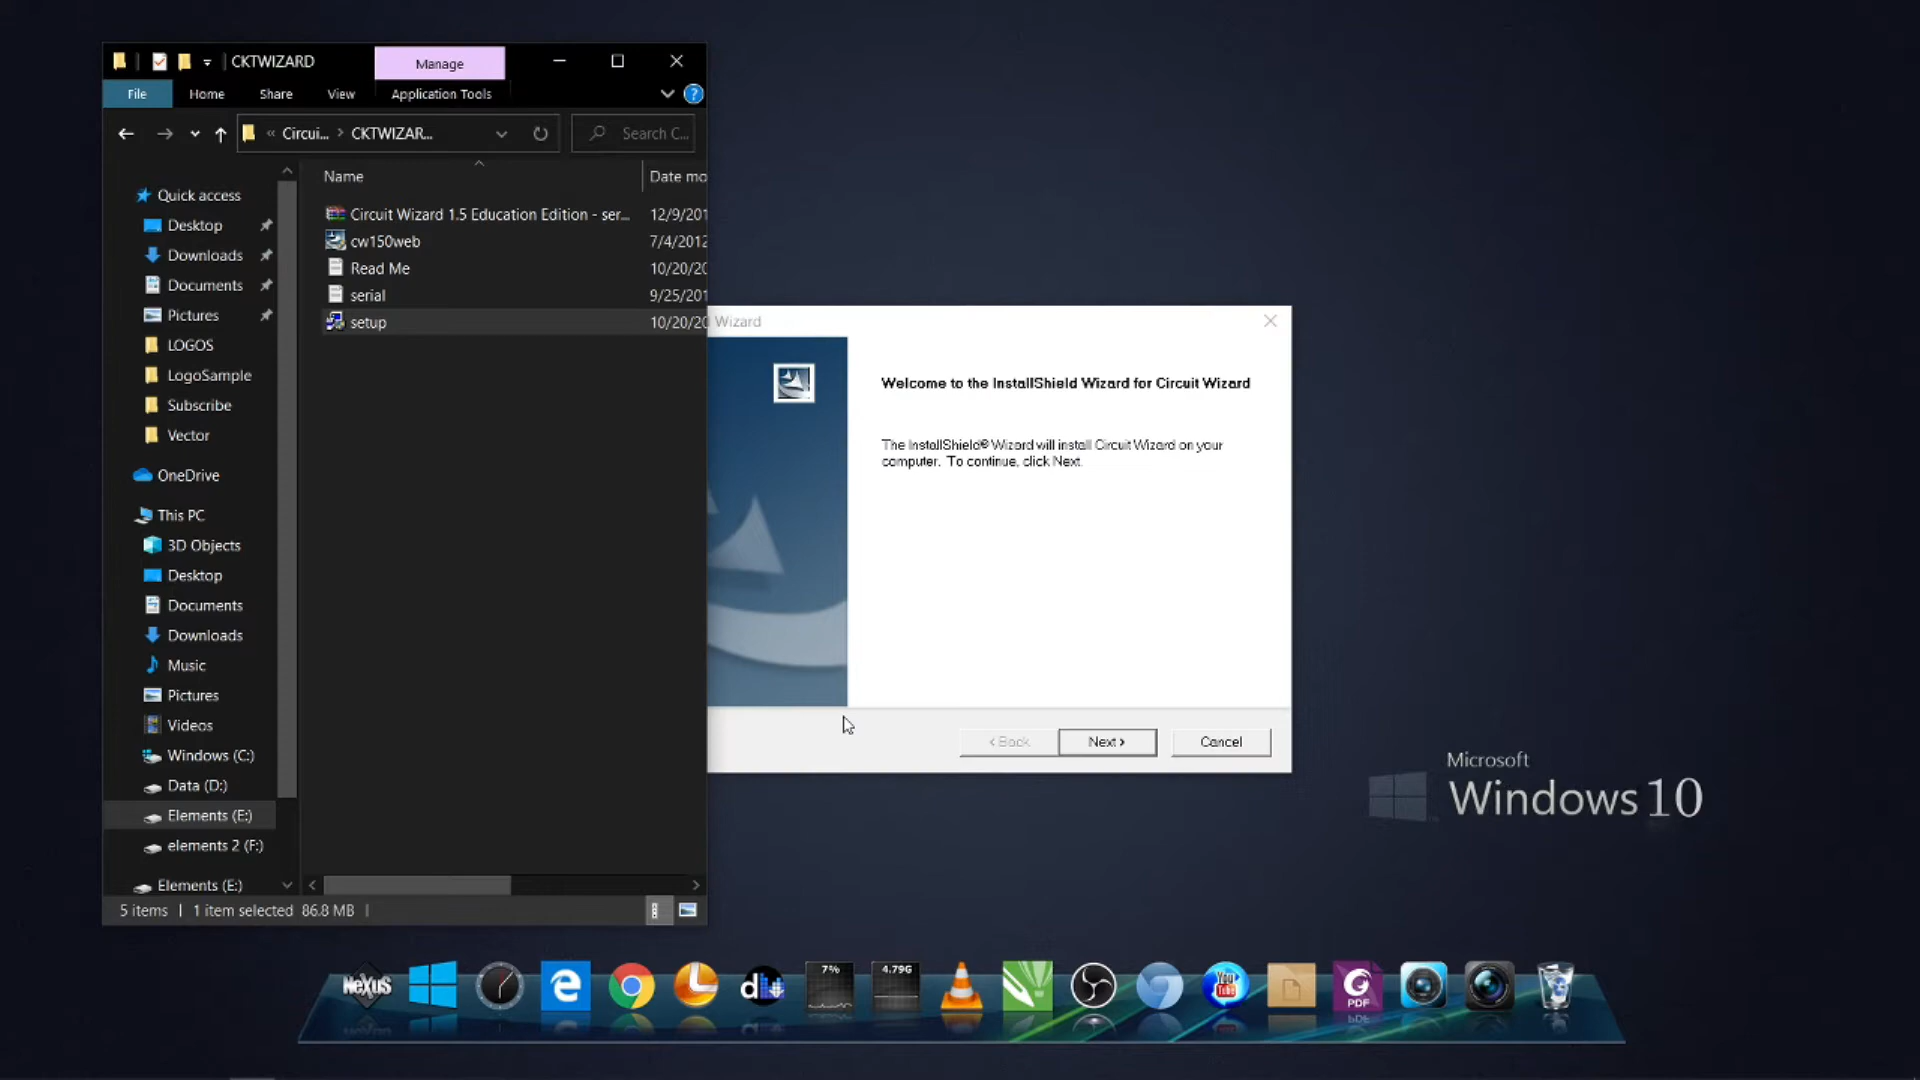 CKTWIZARD
Manage
File
Home
Share
View
Application Tools
?
« Circui... > CKTWIZAR...
Search C...
Name
Date mo
Circuit Wizard 1.5 Education Edition - ser...
12/9/201
cw150web
7/4/2012
Read Me
10/20/20
serial
9/25/201
setup
10/20/20
Quick access
Desktop
Downloads
Documents
Pictures
LOGOS
LogoSample
Subscribe
Vector
OneDrive
This PC
3D Objects
Desktop
Documents
Downloads
Music
Pictures
Videos
Windows (C:)
Data (D:)
Elements (E:)
elements 2 (F:)
Elements (E:)
5 items
1 item selected 86.8 MB
Wizard
Welcome to the InstallShield Wizard for Circuit Wizard
The InstallShield® Wizard will install Circuit Wizard on your
computer. To continue, click Next.
< Back
Next >
Cancel
Microsoft
Windows 10
NeXuS
7%
4.79G
You
Tube
PDF